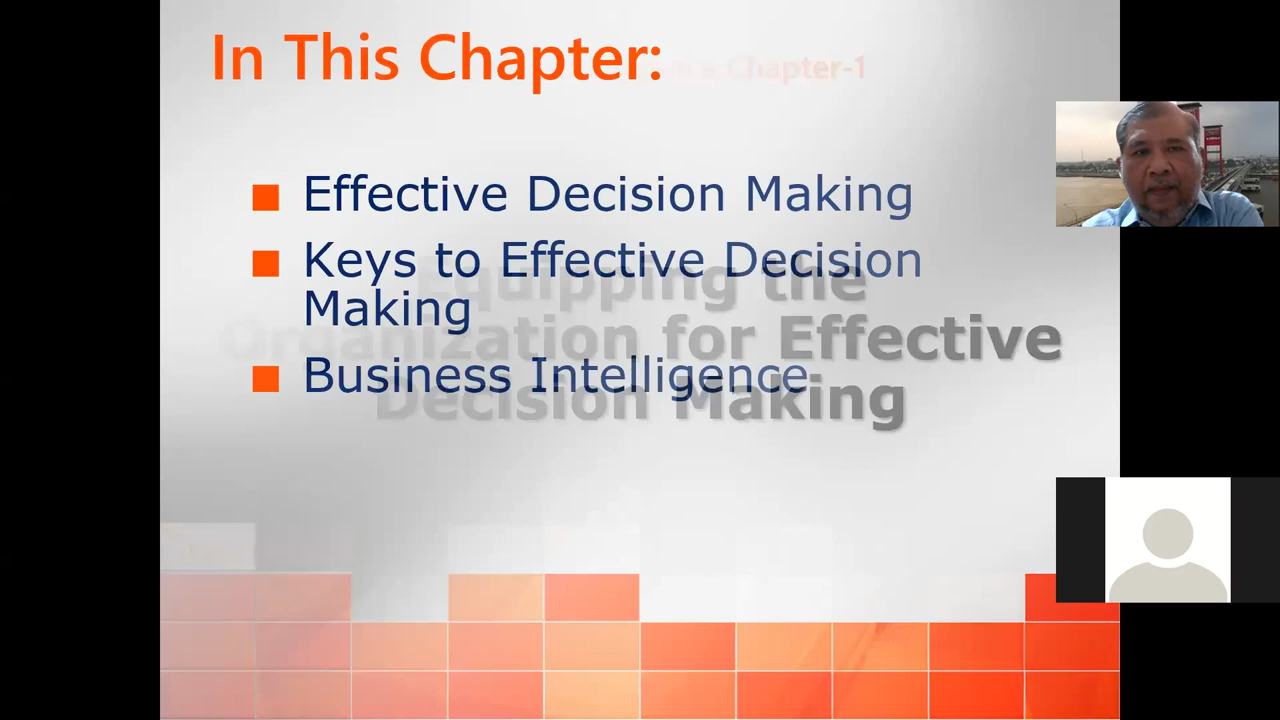 In This Chapter:
Chapter-1
Effective Decision Making
Keys to Effective Decision
Making
Business Intelligence
Equipping the
Organization for Effective
Decision Making